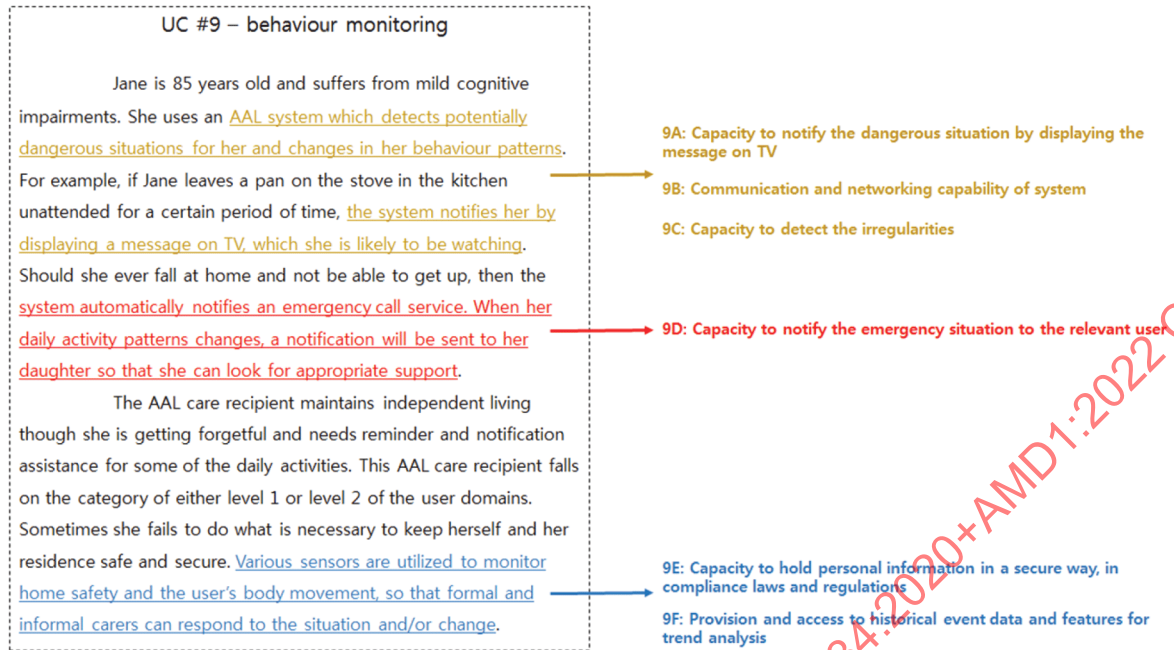 UC #9 – behaviour monitoring
Jane is 85 years old and suffers from mild cognitive
impairments. She uses an AAL system which detects potentially
dangerous situations for her and changes in her behaviour patterns.
For example, if Jane leaves a pan on the stove in the kitchen
unattended for a certain period of time, the system notifies her by
displaying a message on TV, which she is likely to be watching.
Should she ever fall at home and not be able to get up, then the
system automatically notifies an emergency call service. When her
daily activity patterns changes, a notification will be sent to her
daughter so that she can look for appropriate support.
The AAL care recipient maintains independent living
though she is getting forgetful and needs reminder and notification
assistance for some of the daily activities. This AAL care recipient falls
on the category of either level 1 or level 2 of the user domains.
Sometimes she fails to do what is necessary to keep herself and her
residence safe and secure. Various sensors are utilized to monitor
home safety and the user's body movement, so that formal and
informal carers can respond to the situation and/or change.
9A: Capacity to notify the dangerous situation by displaying the
message on TV
9B: Communication and networking capability of system
9C: Capacity to detect the irregularities
9D: Capacity to notify the emergency situation to the relevant user
9E: Capacity to hold personal information in a secure way, in
compliance laws and regulations
9F: Provision and access to historical event data and features for
trend analysis
34:2020+AMD1:2022